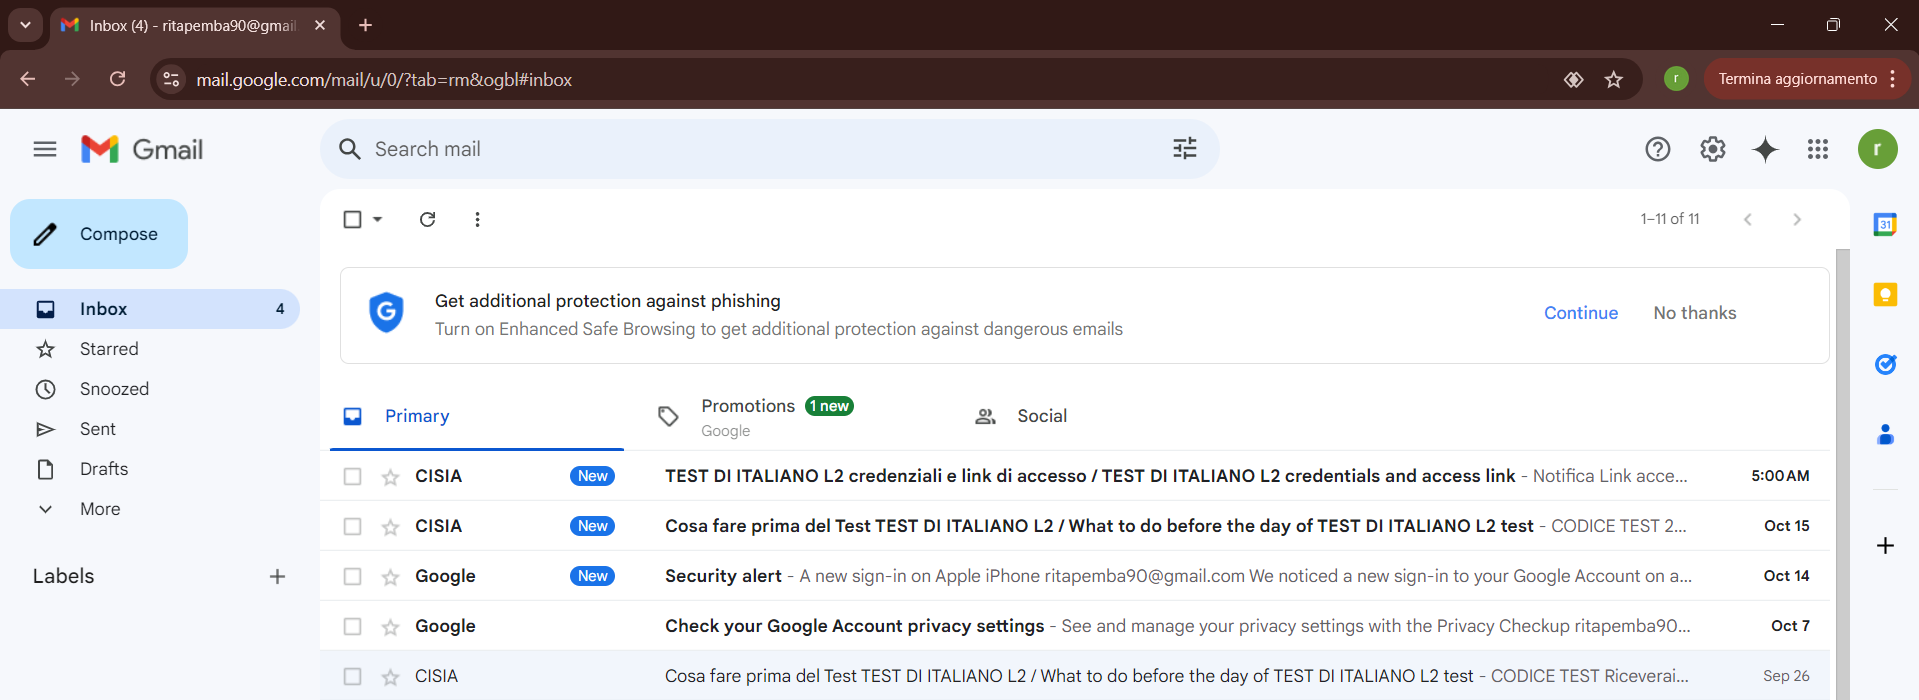 Inbox (4) - ritapemba90@gmail
mail.google.com/mail/u/0/?tab=rm&ogbl#inbox
r
Termina aggiornamento
Gmail
Search mail
r
Compose
1–11 of 11
31
Inbox 4
Starred
Snoozed
Sent
Drafts
More
Labels
G
Get additional protection against phishing
Turn on Enhanced Safe Browsing to get additional protection against dangerous emails
Continue
No thanks
Primary
Promotions 1 new
Google
Social
CISIA New TEST DI ITALIANO L2 credenziali e link di accesso / TEST DI ITALIANO L2 credentials and access link - Notifica Link acce... 5:00 AM
CISIA New Cosa fare prima del Test TEST DI ITALIANO L2 / What to do before the day of TEST DI ITALIANO L2 test - CODICE TEST 2... Oct 15
Google New Security alert - A new sign-in on Apple iPhone ritapemba90@gmail.com We noticed a new sign-in to your Google Account on a... Oct 14
Google Check your Google Account privacy settings - See and manage your privacy settings with the Privacy Checkup ritapemba90... Oct 7
CISIA Cosa fare prima del Test TEST DI ITALIANO L2 / What to do before the day of TEST DI ITALIANO L2 test - CODICE TEST Riceverai... Sep 26